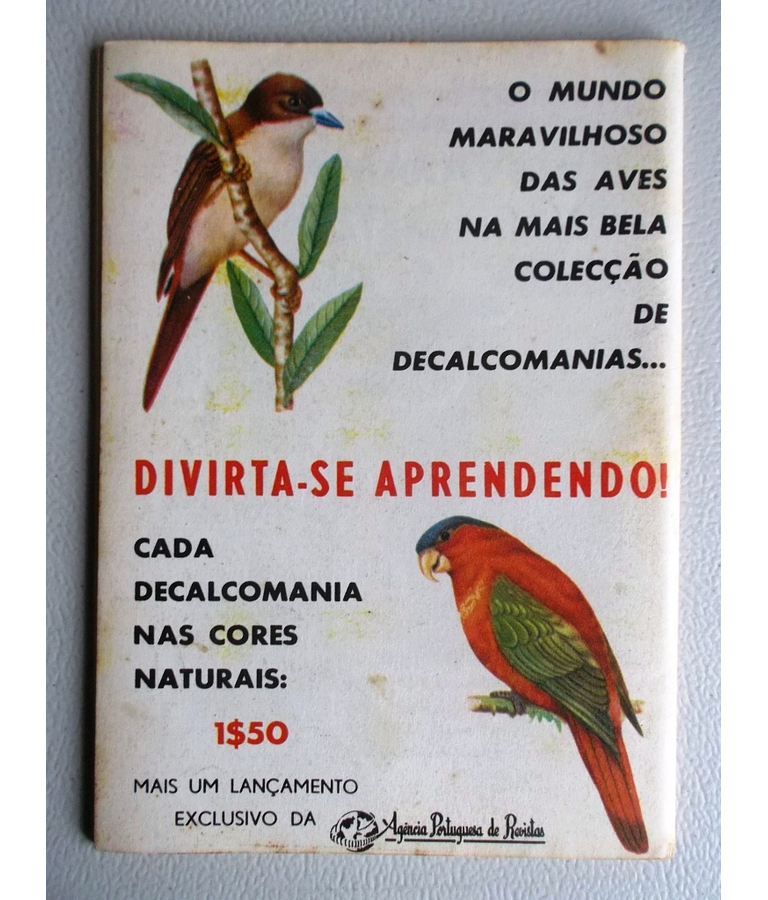 O MUNDO
MARAVILHOSO
DAS AVES
NA MAIS BELA
COLECÇÃO
DE
DECALCOMANIAS...
DIVIRTA-SE APRENDENDO!
CADA
DECALCOMANIA
NAS CORES
NATURAIS:
1$50
MAIS UM LANÇAMENTO
EXCLUSIVO DA Agência Portuguesa de Revistas